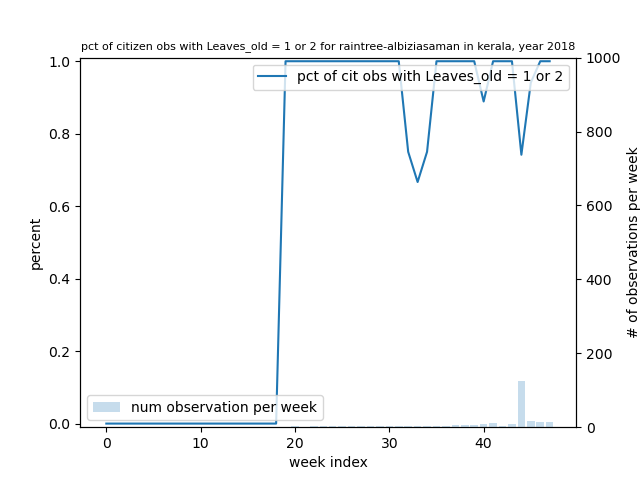 pct of citizen obs with Leaves_old = 1 or 2 for raintree-albiziasaman in kerala, year 2018
pct of cit obs with Leaves_old = 1 or 2
num observation per week
1.0
0.8
0.6
0.4
0.2
0.0
percent
0
10
20
30
40
week index
1000
800
600
400
200
0
# of observations per week